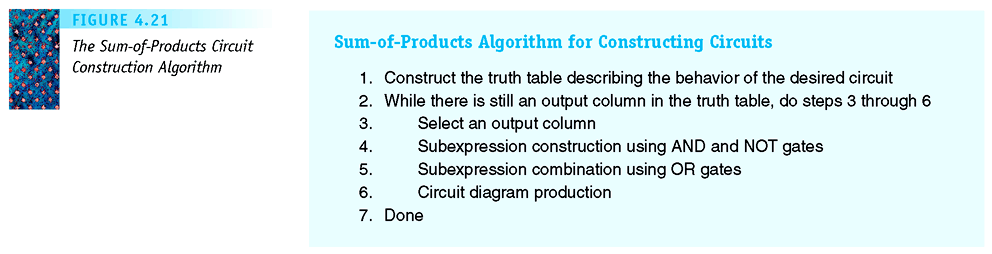 FIGURE 4.21
The Sum-of-Products Circuit
Construction Algorithm
Sum-of-Products Algorithm for Constructing Circuits
1. Construct the truth table describing the behavior of the desired circuit
2. While there is still an output column in the truth table, do steps 3 through 6
3. Select an output column
4. Subexpression construction using AND and NOT gates
5. Subexpression combination using OR gates
6. Circuit diagram production
7. Done